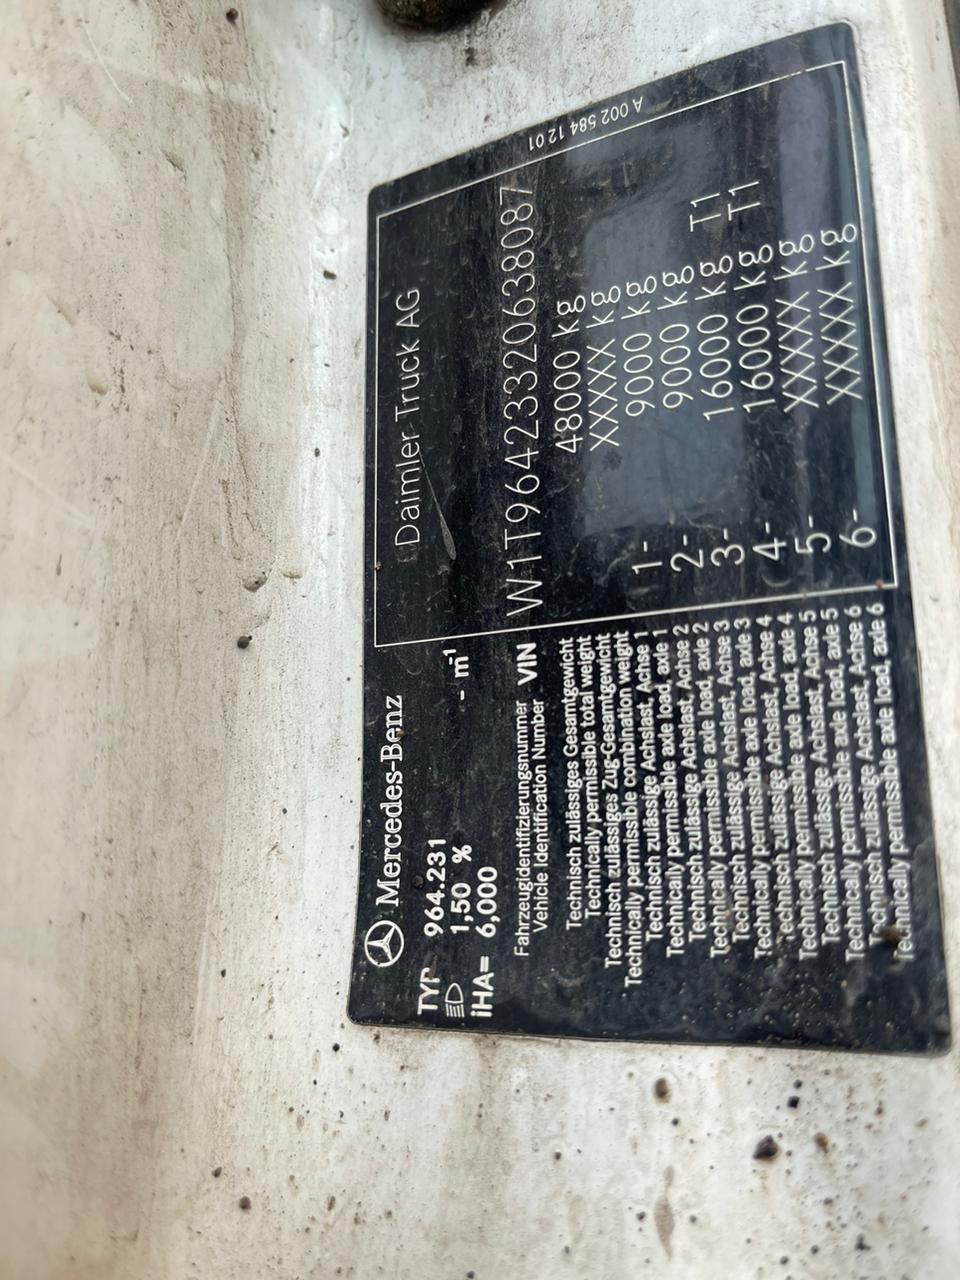 Mercedes-Benz
Daimler Truck AG
TYP 964.231
1,50 % - m⁻¹
iHA= 6,000
Fahrzeugidentifizierungsnummer
Vehicle Identification Number VIN W1T96423320638087
Technisch zulässiges Gesamtgewicht 48000 kg
Technically permissible total weight
Technisch zulässiges Zug-Gesamtgewicht XXXXX kg
Technically permissible combination weight
Technisch zulässige Achslast, Achse 1 1- 9000 kg
Technically permissible axle load, axle 1
Technisch zulässige Achslast, Achse 2 2- 9000 kg
Technically permissible axle load, axle 2
Technisch zulässige Achslast, Achse 3 3- 16000 kg T1
Technically permissible axle load, axle 3
Technisch zulässige Achslast, Achse 4 4- 16000 kg T1
Technically permissible axle load, axle 4
Technisch zulässige Achslast, Achse 5 5- XXXXX kg
Technically permissible axle load, axle 5
Technisch zulässige Achslast, Achse 6 6- XXXXX kg
Technically permissible axle load, axle 6
A 002 584 12 01